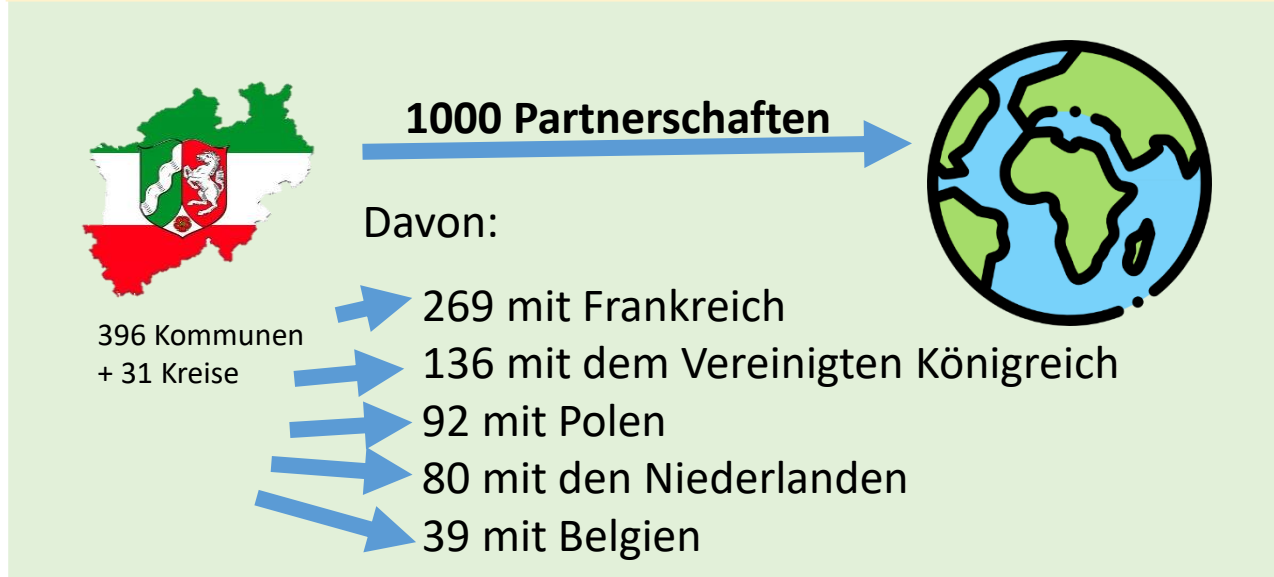 1000 Partnerschaften
Davon:
396 Kommunen
+ 31 Kreise
269 mit Frankreich
136 mit dem Vereinigten Königreich
92 mit Polen
80 mit den Niederlanden
39 mit Belgien